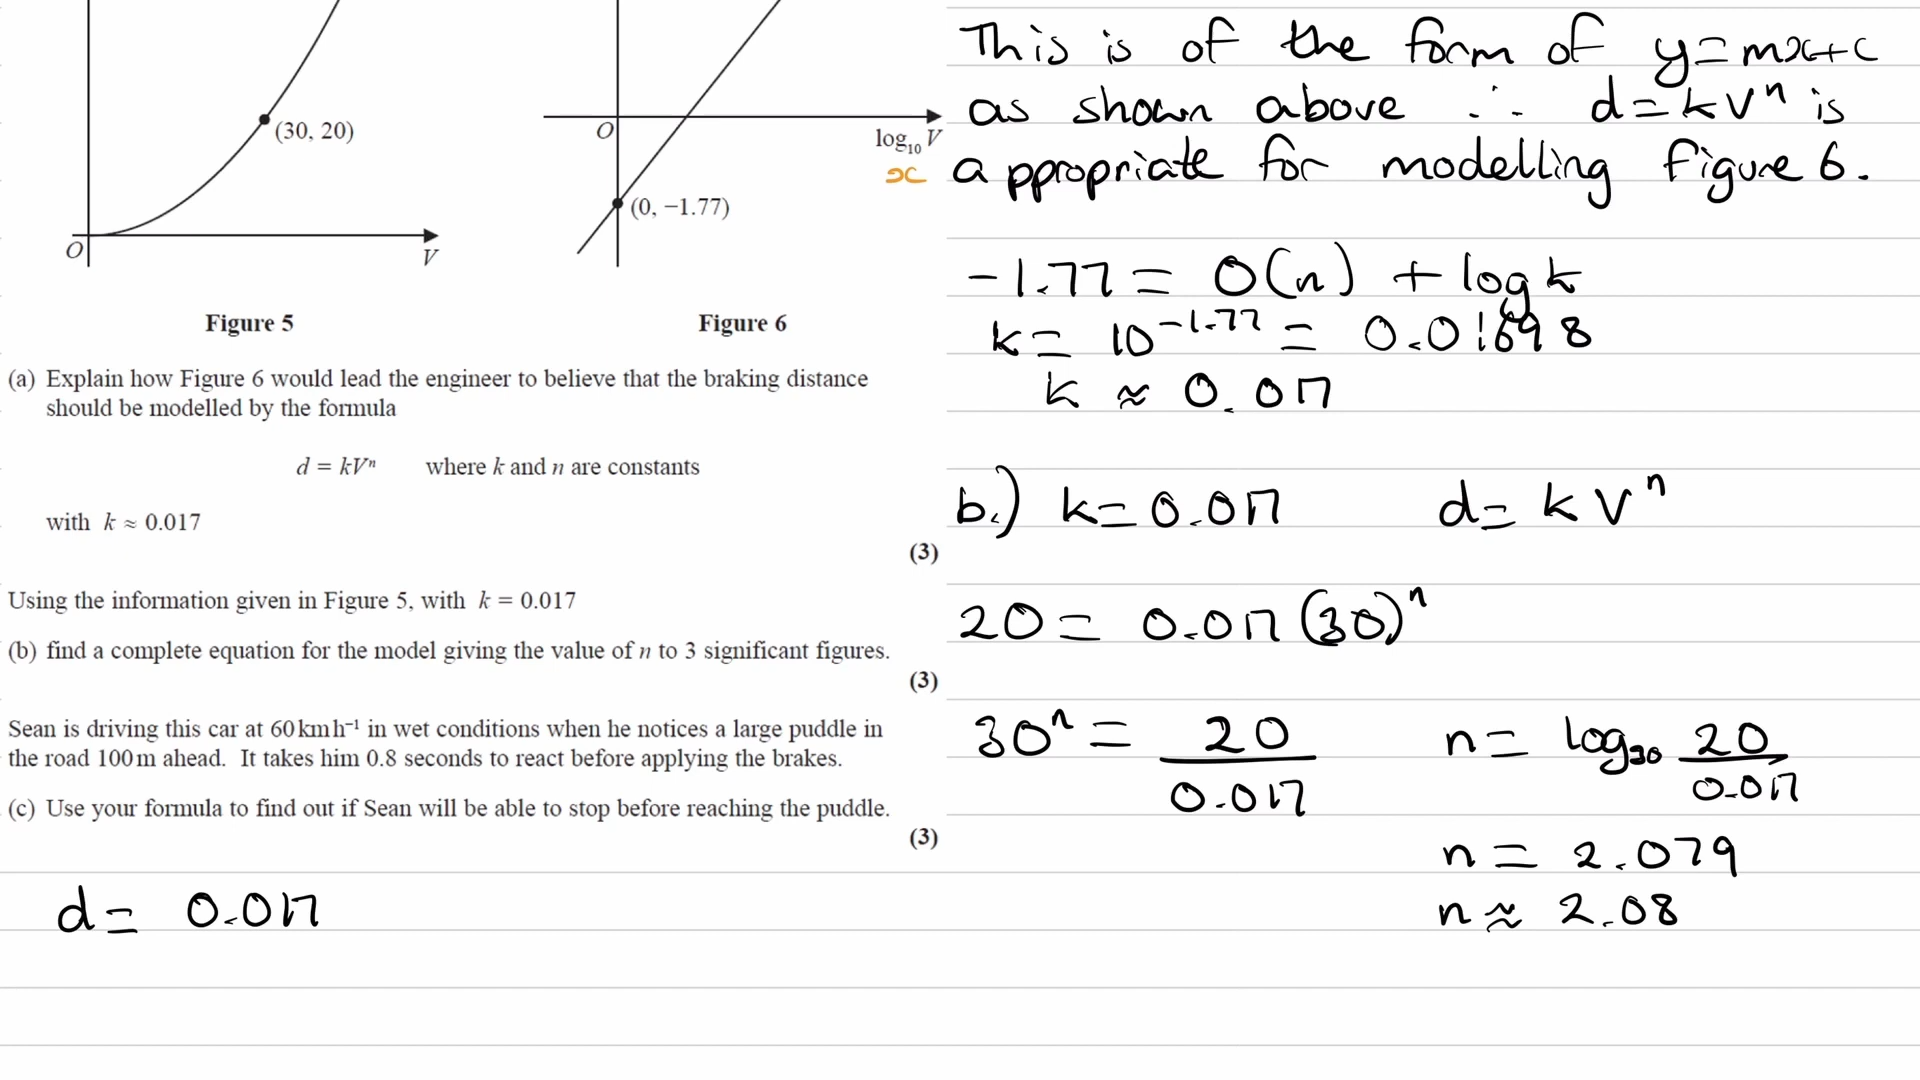 (30, 20)
O
V
Figure 5
O
log₁₀ V
x
(0, −1.77)
Figure 6
(a) Explain how Figure 6 would lead the engineer to believe that the braking distance
should be modelled by the formula
d = kVⁿ where k and n are constants
with k ≈ 0.017
(3)
Using the information given in Figure 5, with k = 0.017
(b) find a complete equation for the model giving the value of n to 3 significant figures.
(3)
Sean is driving this car at 60 km h⁻¹ in wet conditions when he notices a large puddle in
the road 100 m ahead. It takes him 0.8 seconds to react before applying the brakes.
(c) Use your formula to find out if Sean will be able to stop before reaching the puddle.
(3)
d = 0.017
This is of the form of y=mx+c
as shown above ∴ d=kVⁿ is
appropriate for modelling figure 6.
-1.77 = 0(n) + log k
k = 10^-1.77 = 0.01698
k ≈ 0.017
b.) k = 0.017 d = kVⁿ
20 = 0.017(30)ⁿ
30ⁿ = 20/0.017 n = log₃₀ 20/0.017
n = 2.079
n ≈ 2.08